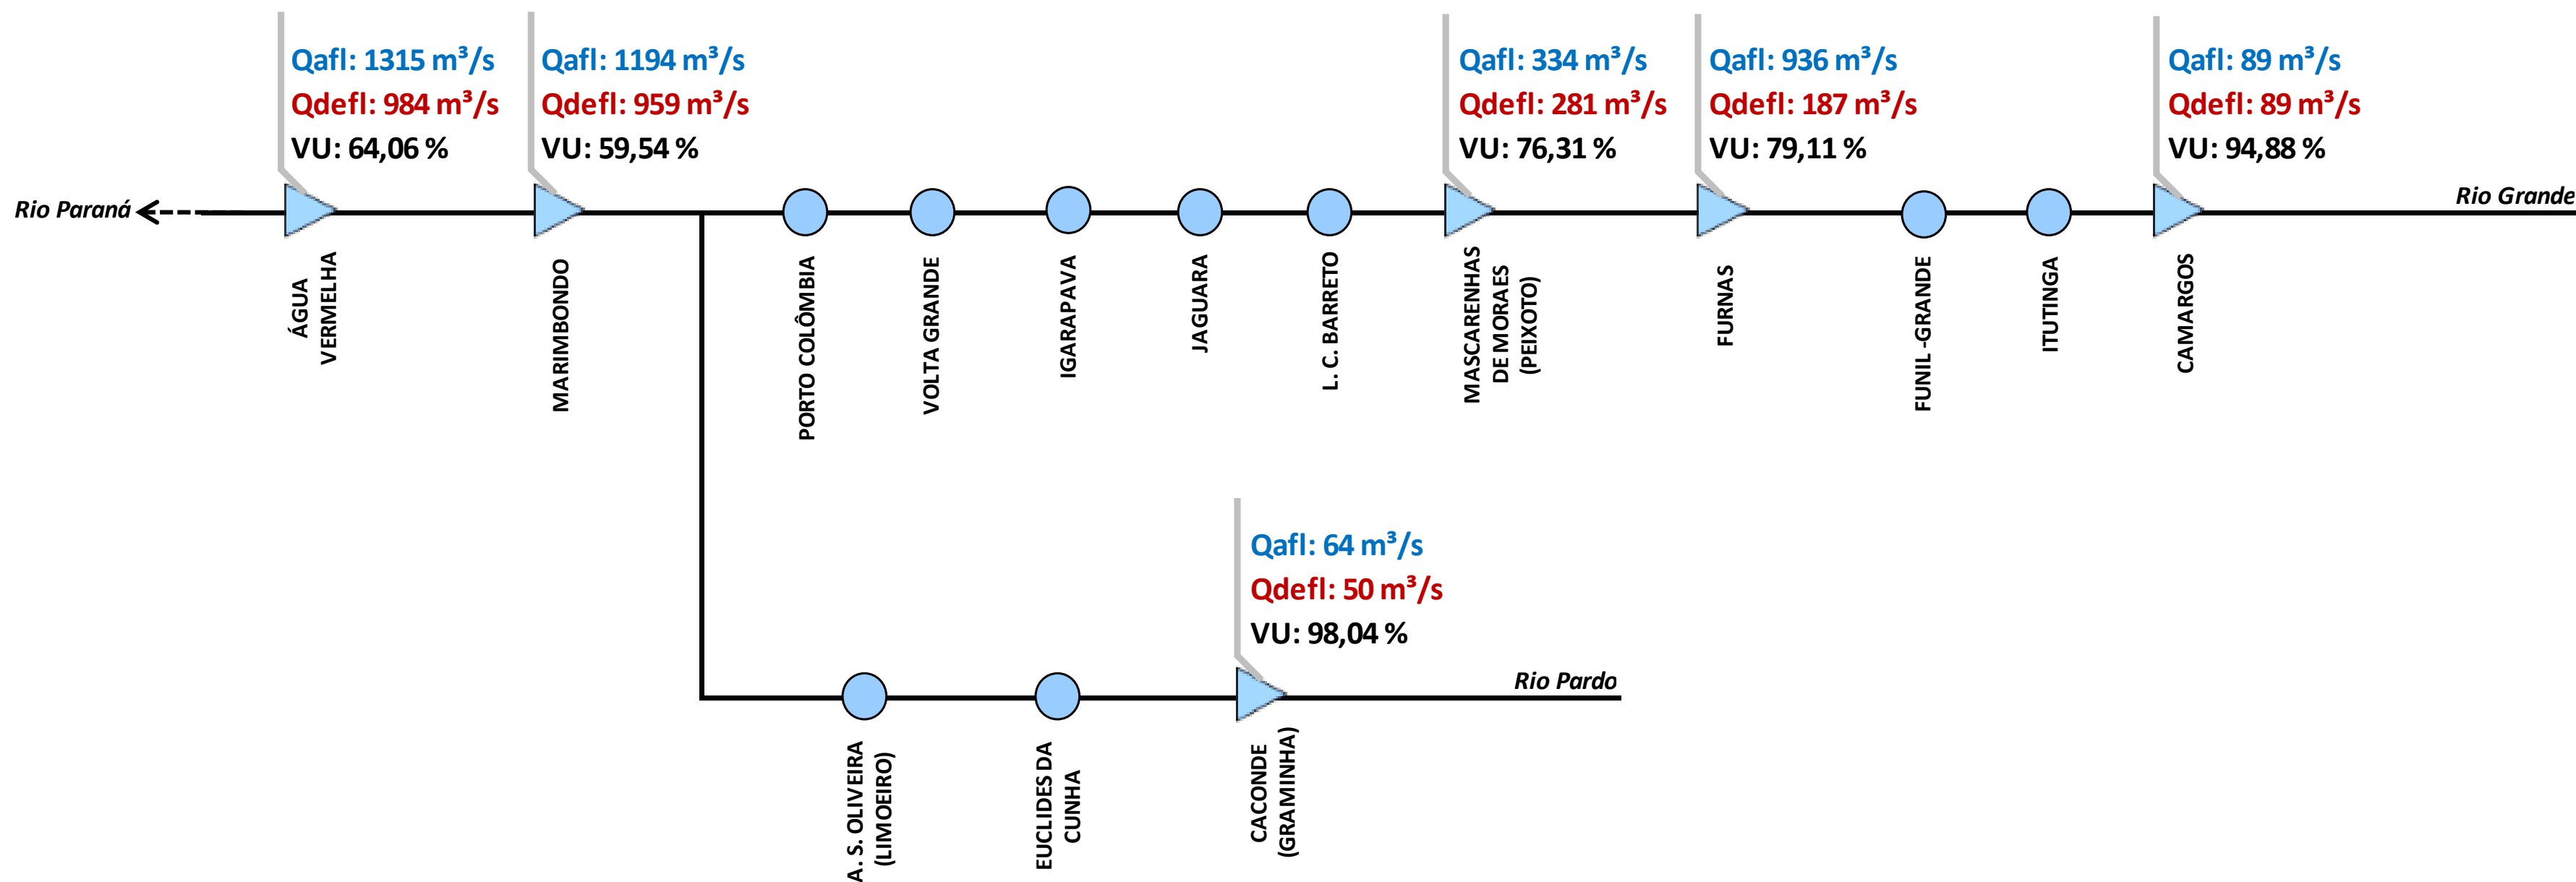 Qafl: 1315 m³/s
Qdefl: 984 m³/s
VU: 64,06 %
Qafl: 1194 m³/s
Qdefl: 959 m³/s
VU: 59,54 %
Qafl: 334 m³/s
Qdefl: 281 m³/s
VU: 76,31 %
Qafl: 936 m³/s
Qdefl: 187 m³/s
VU: 79,11 %
Qafl: 89 m³/s
Qdefl: 89 m³/s
VU: 94,88 %
Rio Paraná
Rio Grande
ÁGUA
VERMELHA
MARIMBONDO
PORTO COLÔMBIA
VOLTA GRANDE
IGARAPAVA
JAGUARA
L. C. BARRETO
MASCARENHAS
DE MORAES
(PEIXOTO)
FURNAS
FUNIL -GRANDE
ITUTINGA
CAMARGOS
Qafl: 64 m³/s
Qdefl: 50 m³/s
VU: 98,04 %
Rio Pardo
A. S. OLIVEIRA
(LIMOEIRO)
EUCLIDES DA
CUNHA
CACONDE
(GRAMINHA)